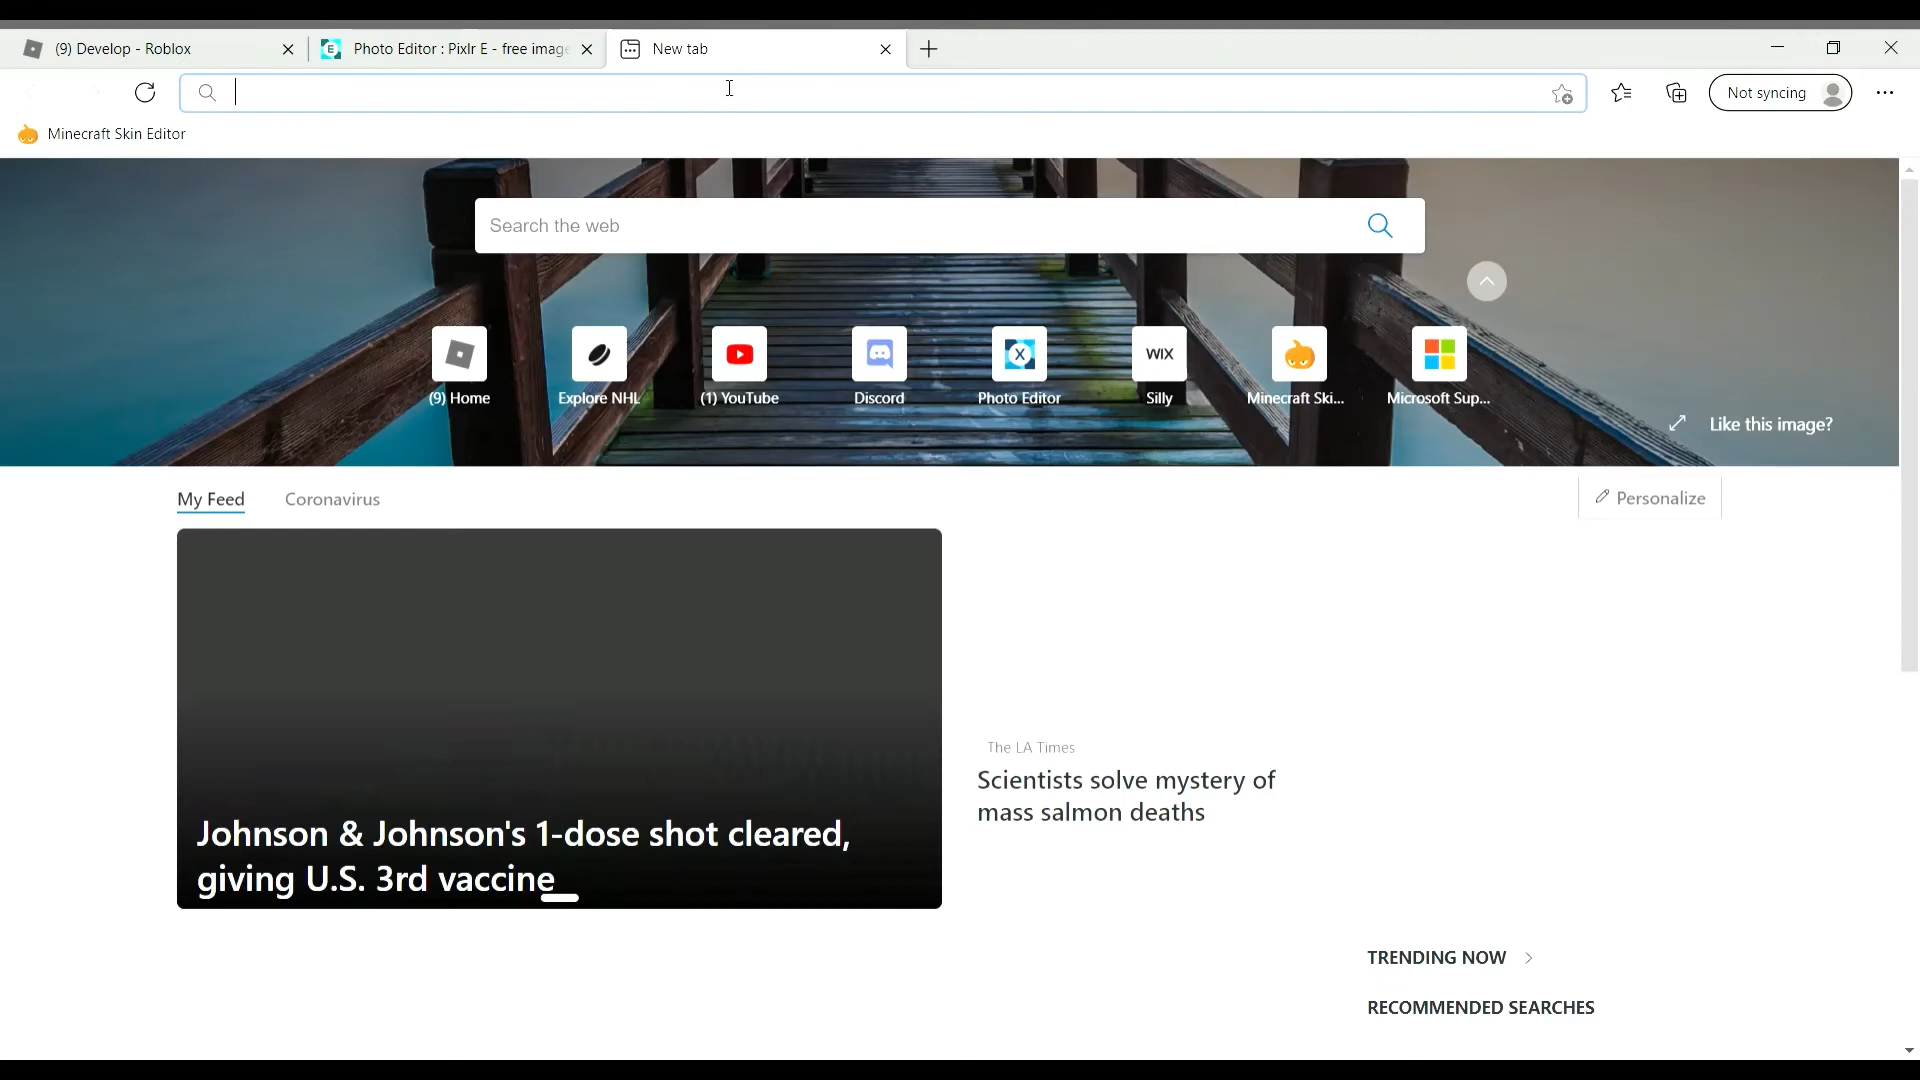 (9) Develop - Roblox
Photo Editor : Pixlr E - free image
New tab
Not syncing
Minecraft Skin Editor
Search the web
X
WIX
(9) Home
Explore NHL
(1) YouTube
Discord
Photo Editor
Silly
Minecraft Ski...
Microsoft Sup...
Like this image?
My Feed
Coronavirus
Personalize
The LA Times
Scientists solve mystery of
mass salmon deaths
Johnson & Johnson's 1-dose shot cleared,
giving U.S. 3rd vaccine
TRENDING NOW
RECOMMENDED SEARCHES